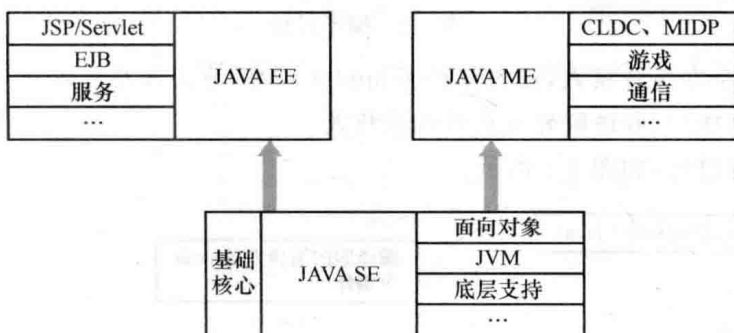 JSP/Servlet
EJB
服务
…
JAVA EE
JAVA ME
CLDC、MIDP
游戏
通信
…
基础
核心
JAVA SE
面向对象
JVM
底层支持
…